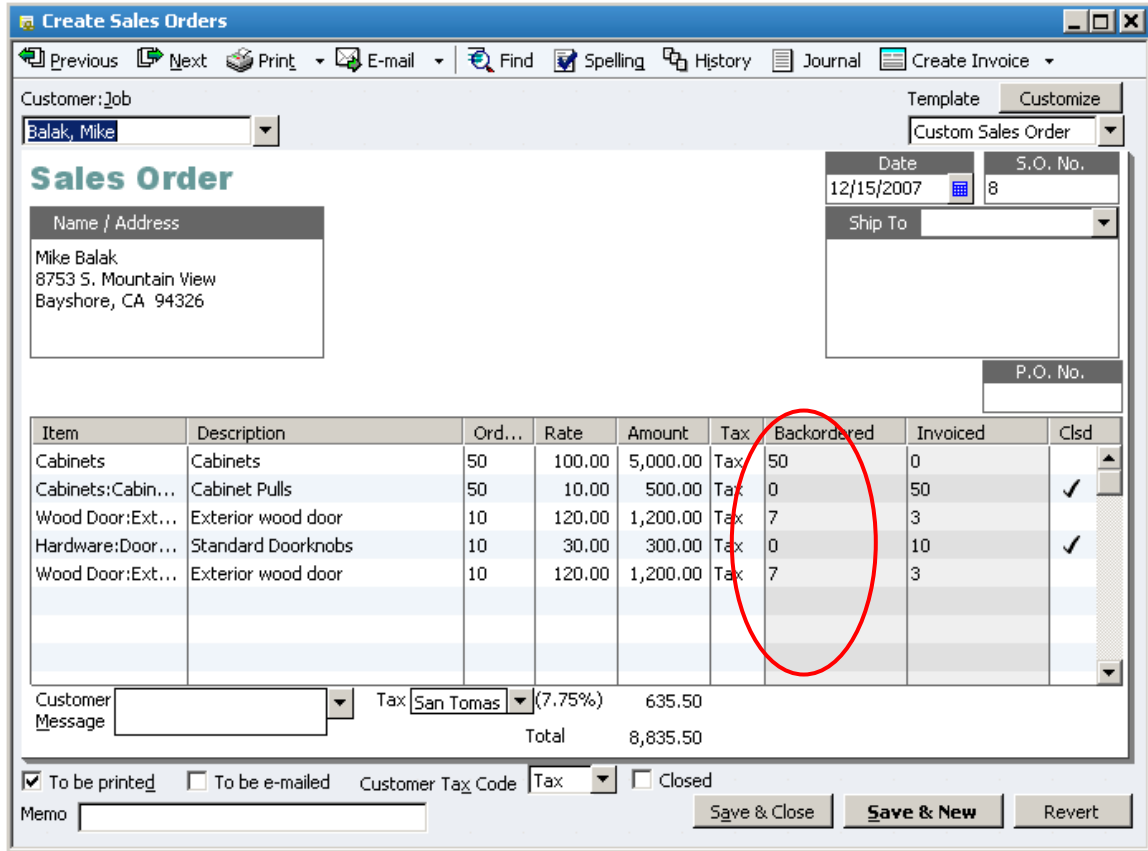 Create Sales Orders
Previous Next Print E-mail Find Spelling History Journal Create Invoice
Customer:Job Template Customize
Balak, Mike Custom Sales Order
Sales Order
Date S.O. No.
12/15/2007 8
Name / Address Ship To
Mike Balak
8753 S. Mountain View
Bayshore, CA 94326
P.O. No.
Item Description Ord... Rate Amount Tax Backordered Invoiced Clsd
Cabinets Cabinets 50 100.00 5,000.00 Tax 50 0
Cabinets:Cabin... Cabinet Pulls 50 10.00 500.00 Tax 0 50 ✓
Wood Door:Ext... Exterior wood door 10 120.00 1,200.00 Tax 7 3
Hardware:Door... Standard Doorknobs 10 30.00 300.00 Tax 0 10 ✓
Wood Door:Ext... Exterior wood door 10 120.00 1,200.00 Tax 7 3
Customer Message Tax San Tomas (7.75%) 635.50
Total 8,835.50
To be printed To be e-mailed Customer Tax Code Tax Closed
Memo Save & Close Save & New Revert